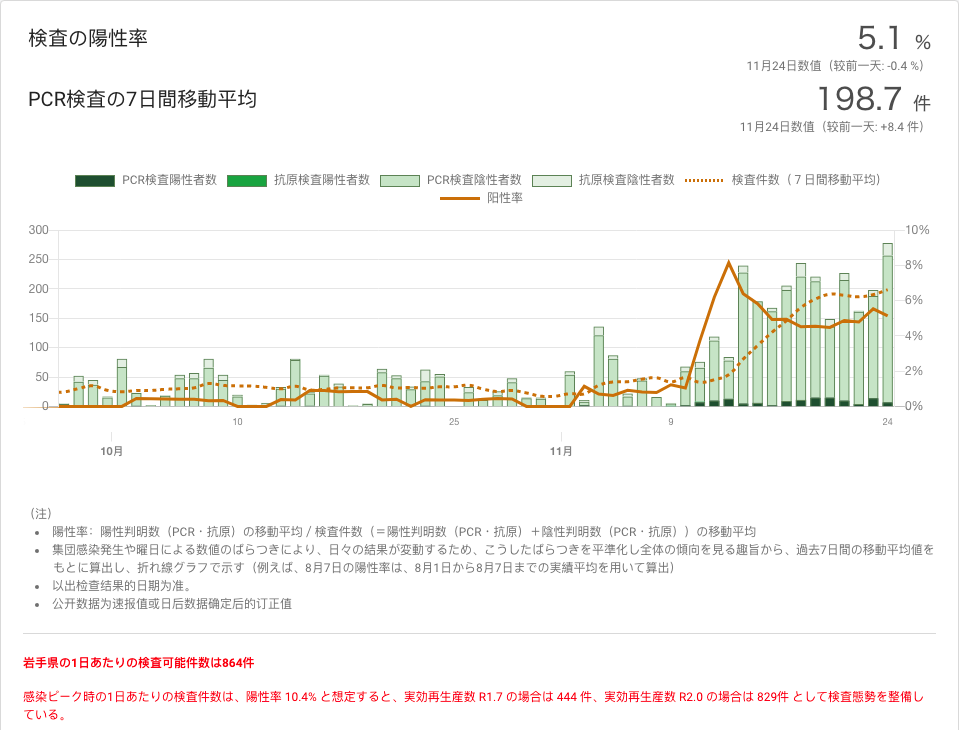 検査の陽性率
5.1 %
11月24日数值（较前一天: -0.4 %）
PCR検査の7日間移動平均
198.7 件
11月24日数值（较前一天: +8.4 件）
PCR検査陽性者数 抗原検査陽性者数 PCR検査陰性者数 抗原検査陰性者数 検査件数（７日間移動平均）
阳性率
300 10%
250 8%
200 6%
150 4%
100 2%
50 0%
0
10 25 9 24
10月 11月
（注）
• 陽性率：陽性判明数（PCR・抗原）の移動平均 / 検査件数（＝陽性判明数（PCR・抗原）＋陰性判明数（PCR・抗原））の移動平均
• 集団感染発生や曜日による数値のばらつきにより、日々の結果が変動するため、こうしたばらつきを平準化し全体の傾向を見る趣旨から、過去7日間の移動平均値を
もとに算出し、折れ線グラフで示す（例えば、8月7日の陽性率は、8月1日から8月7日までの実績平均を用いて算出）
• 以出检查结果的日期为准。
• 公开数据为速报值或日后数据确定后的订正值
岩手県の1日あたりの検査可能件数は864件
感染ピーク時の1日あたりの検査件数は、陽性率 10.4% と想定すると、実効再生産数 R1.7 の場合は 444 件、実効再生産数 R2.0 の場合は 829件 として検査態勢を整備し
ている。